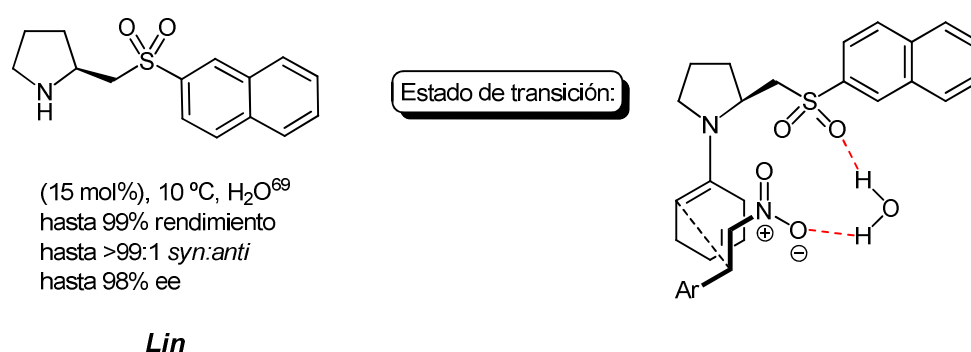 O O
S
N
H
(15 mol%), 10 ºC, H₂O⁶⁹
hasta 99% rendimiento
hasta >99:1 syn:anti
hasta 98% ee
Lin
Estado de transición:
S
O O
N
H
O
H
O
N
⊕
O
⊖
Ar